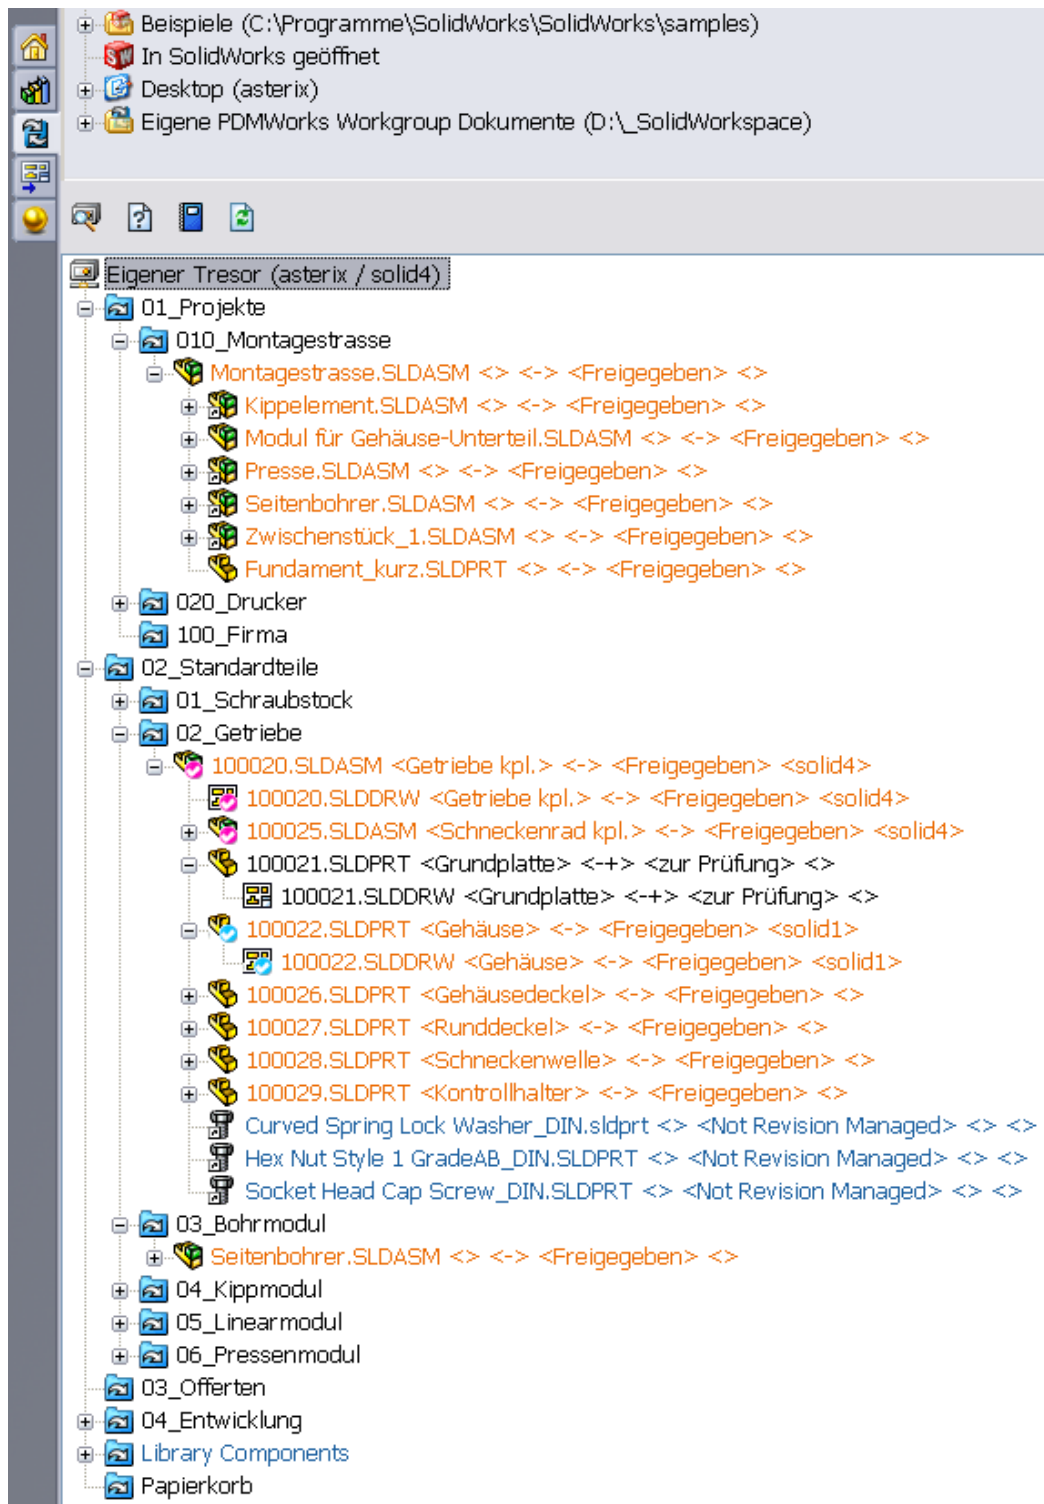 Beispiele (C:\Programme\SolidWorks\SolidWorks\samples)
In SolidWorks geöffnet
Desktop (asterix)
Eigene PDMWorks Workgroup Dokumente (D:\_SolidWorkspace)
Eigener Tresor (asterix / solid4)
01_Projekte
010_Montagestrasse
Montagestrasse.SLDASM <> <-> <Freigegeben> <>
Kippelement.SLDASM <> <-> <Freigegeben> <>
Modul für Gehäuse-Unterteil.SLDASM <> <-> <Freigegeben> <>
Presse.SLDASM <> <-> <Freigegeben> <>
Seitenbohrer.SLDASM <> <-> <Freigegeben> <>
Zwischenstück_1.SLDASM <> <-> <Freigegeben> <>
Fundament_kurz.SLDPRT <> <-> <Freigegeben> <>
020_Drucker
100_Firma
02_Standardteile
01_Schraubstock
02_Getriebe
100020.SLDASM <Getriebe kpl.> <-> <Freigegeben> <solid4>
100020.SLDDRW <Getriebe kpl.> <-> <Freigegeben> <solid4>
100025.SLDASM <Schneckenrad kpl.> <-> <Freigegeben> <solid4>
100021.SLDPRT <Grundplatte> <-+> <zur Prüfung> <>
100021.SLDDRW <Grundplatte> <-+> <zur Prüfung> <>
100022.SLDPRT <Gehäuse> <-> <Freigegeben> <solid1>
100022.SLDDRW <Gehäuse> <-> <Freigegeben> <solid1>
100026.SLDPRT <Gehäusedeckel> <-> <Freigegeben> <>
100027.SLDPRT <Runddeckel> <-> <Freigegeben> <>
100028.SLDPRT <Schneckenwelle> <-> <Freigegeben> <>
100029.SLDPRT <Kontrollhalter> <-> <Freigegeben> <>
Curved Spring Lock Washer_DIN.sldprt <> <Not Revision Managed> <> <>
Hex Nut Style 1 GradeAB_DIN.SLDPRT <> <Not Revision Managed> <> <>
Socket Head Cap Screw_DIN.SLDPRT <> <Not Revision Managed> <> <>
03_Bohrmodul
Seitenbohrer.SLDASM <> <-> <Freigegeben> <>
04_Kippmodul
05_Linearmodul
06_Pressenmodul
03_Offerten
04_Entwicklung
Library Components
Papierkorb